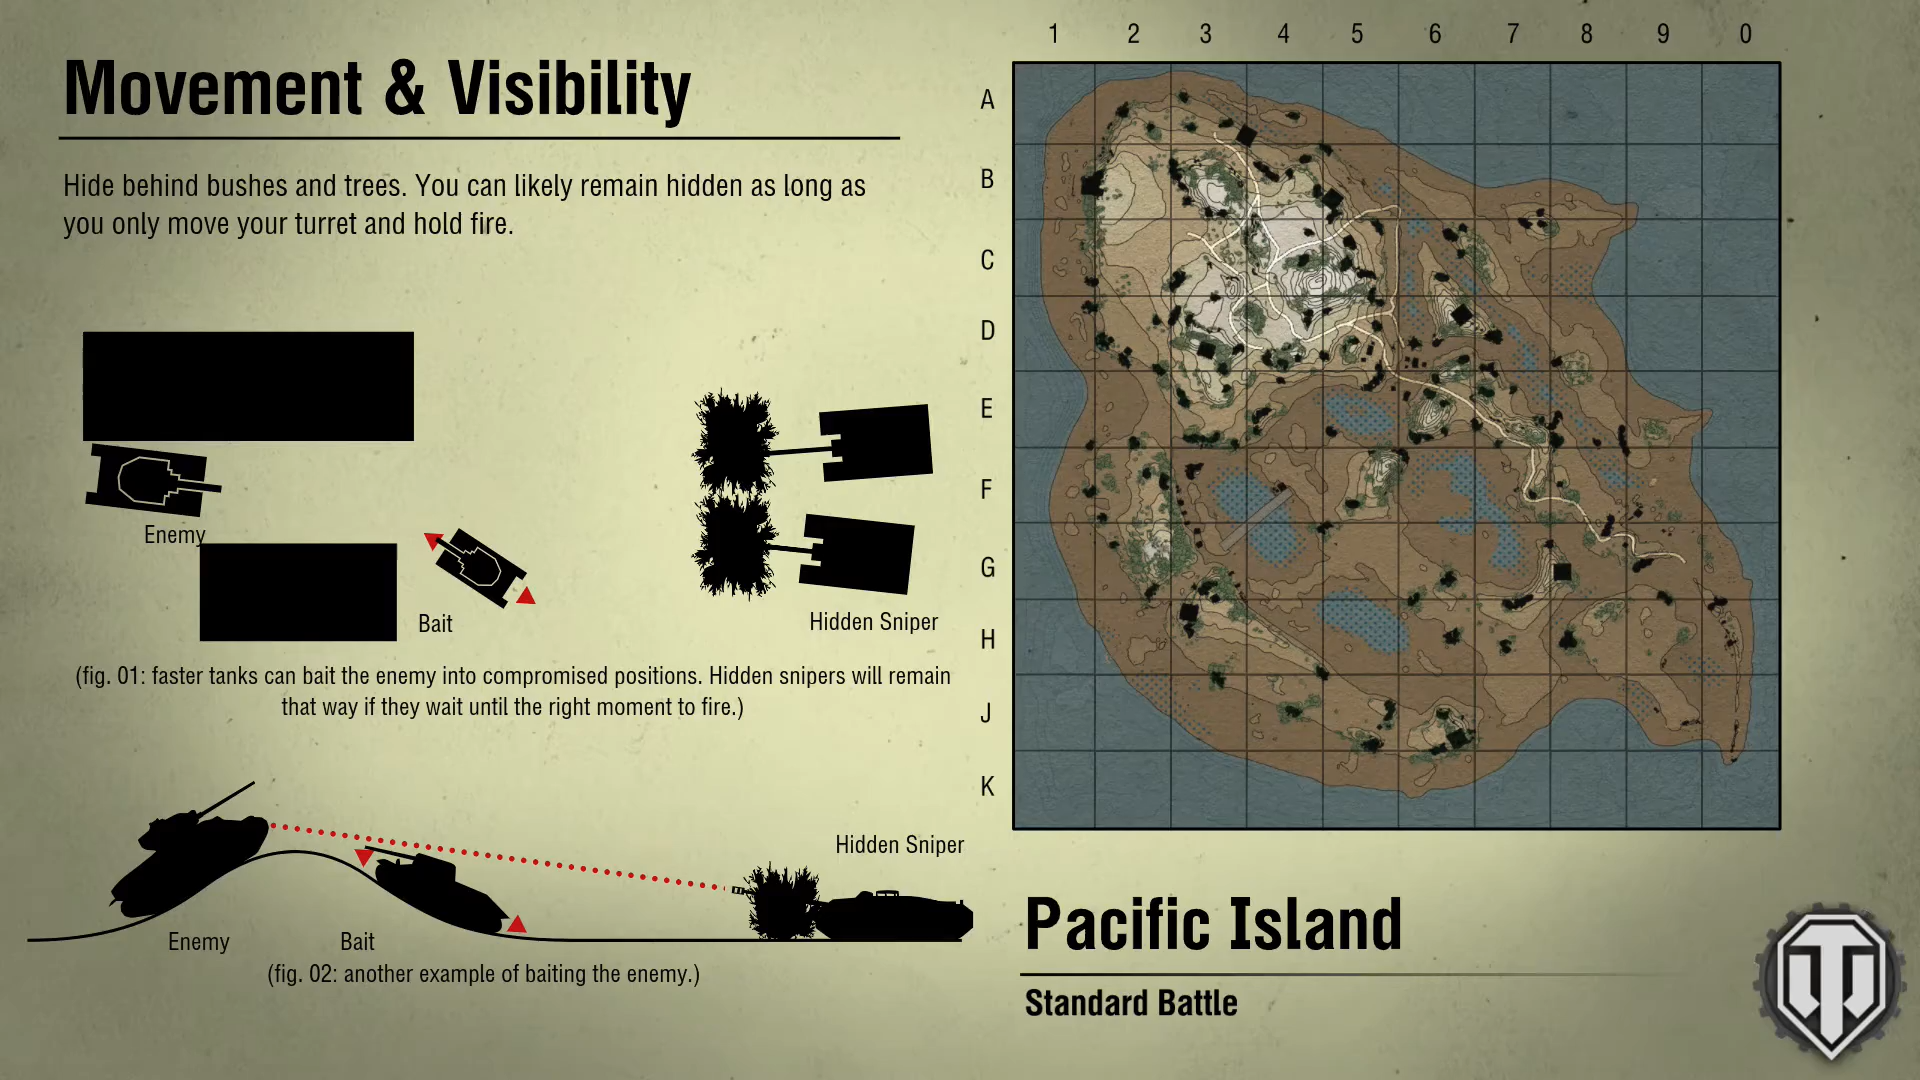 Movement & Visibility
Hide behind bushes and trees. You can likely remain hidden as long as
you only move your turret and hold fire.
Enemy
Bait
Hidden Sniper
(fig. 01: faster tanks can bait the enemy into compromised positions. Hidden snipers will remain
that way if they wait until the right moment to fire.)
Hidden Sniper
Enemy
Bait
(fig. 02: another example of baiting the enemy.)
1 2 3 4 5 6 7 8 9 0
A
B
C
D
E
F
G
H
J
K
Pacific Island
Standard Battle